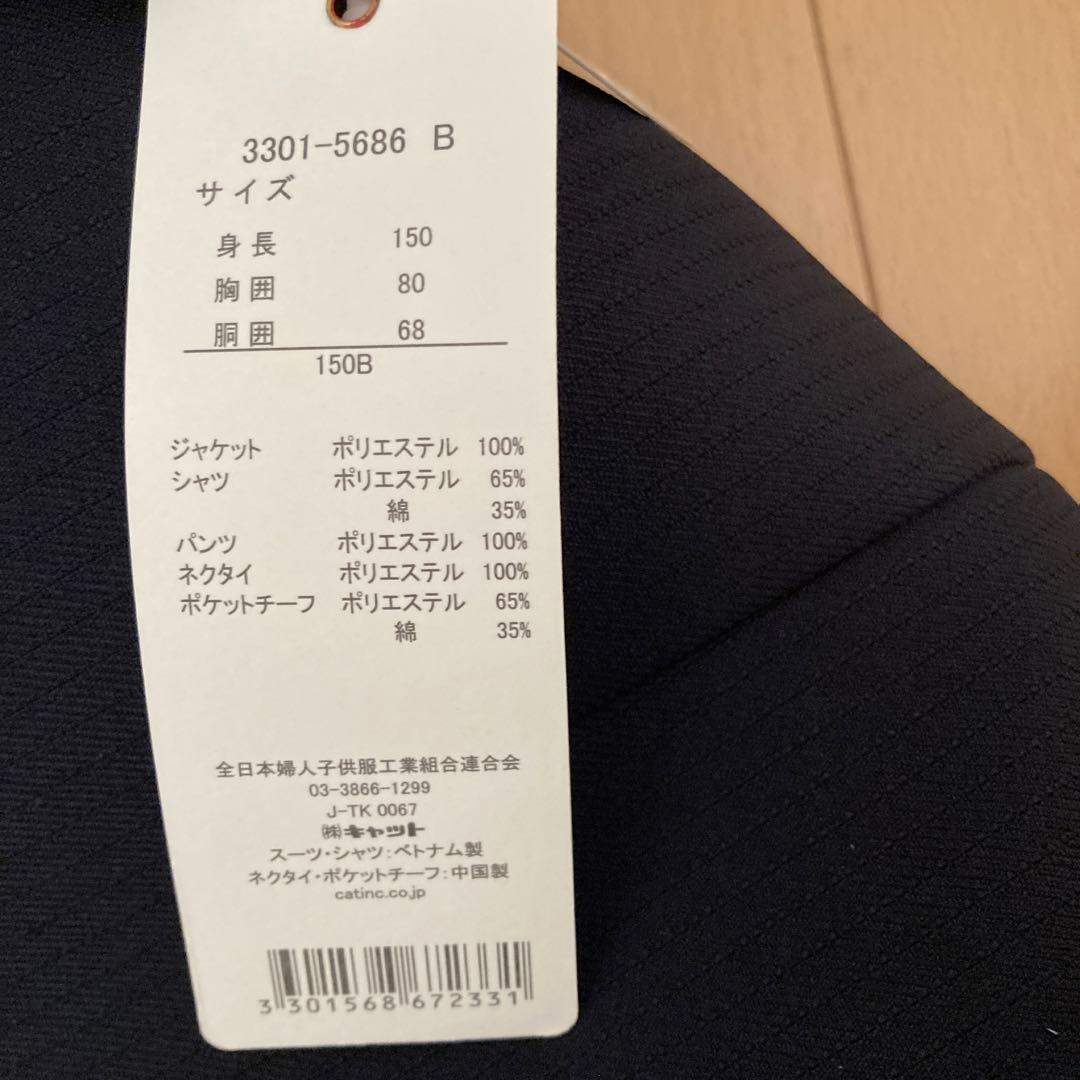 3301-5686 B
サイズ
身長 150
胸囲 80
胴囲 68
150B
ジャケット ポリエステル 100%
シャツ ポリエステル 65%
綿 35%
パンツ ポリエステル 100%
ネクタイ ポリエステル 100%
ポケットチーフ ポリエステル 65%
綿 35%
全日本婦人子供服工業組合連合会
03-3866-1299
J-TK 0067
㈱キャット
スーツ・シャツ:ベトナム製
ネクタイ・ポケットチーフ:中国製
catinc.co.jp
3 301568 672331